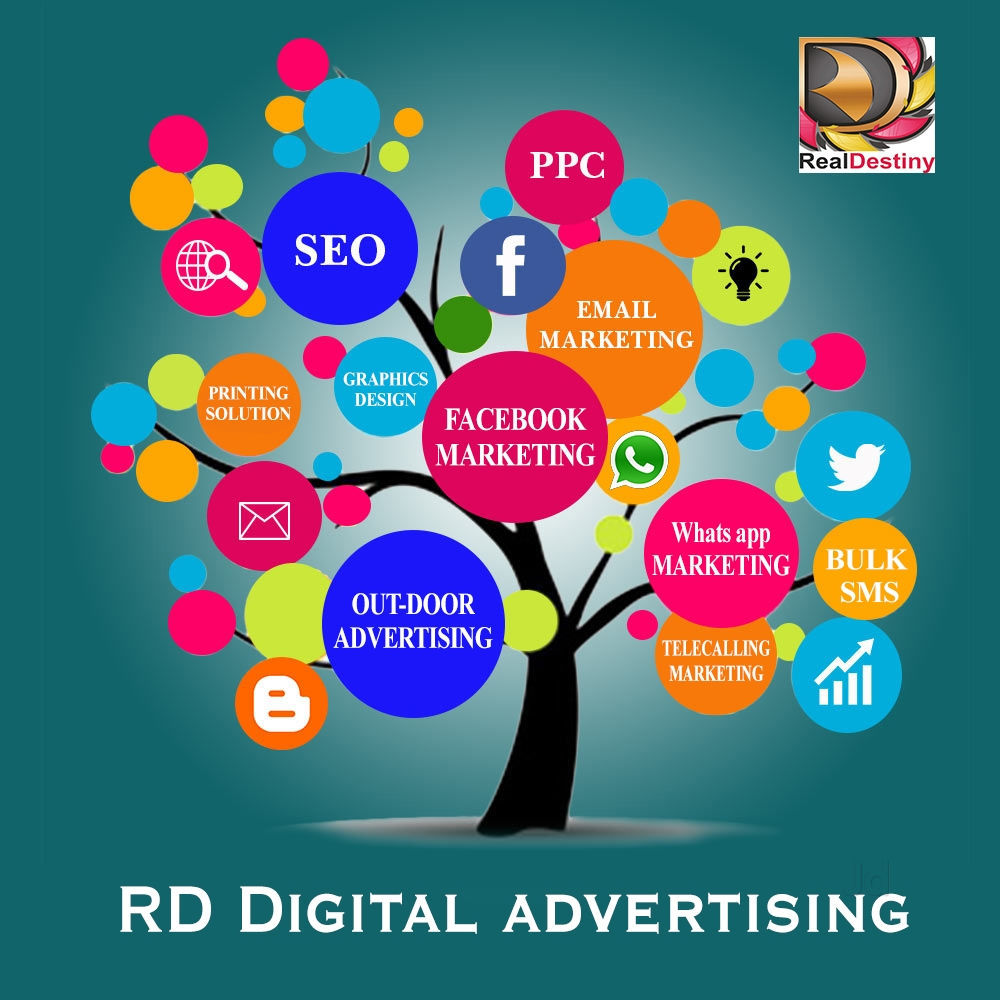 RealDestiny
PPC
SEO
EMAIL
MARKETING
GRAPHICS
DESIGN
PRINTING
SOLUTION
FACEBOOK
MARKETING
Whats app
MARKETING
BULK
SMS
OUT-DOOR
ADVERTISING
TELECALLING
MARKETING
RD DIGITAL ADVERTISING